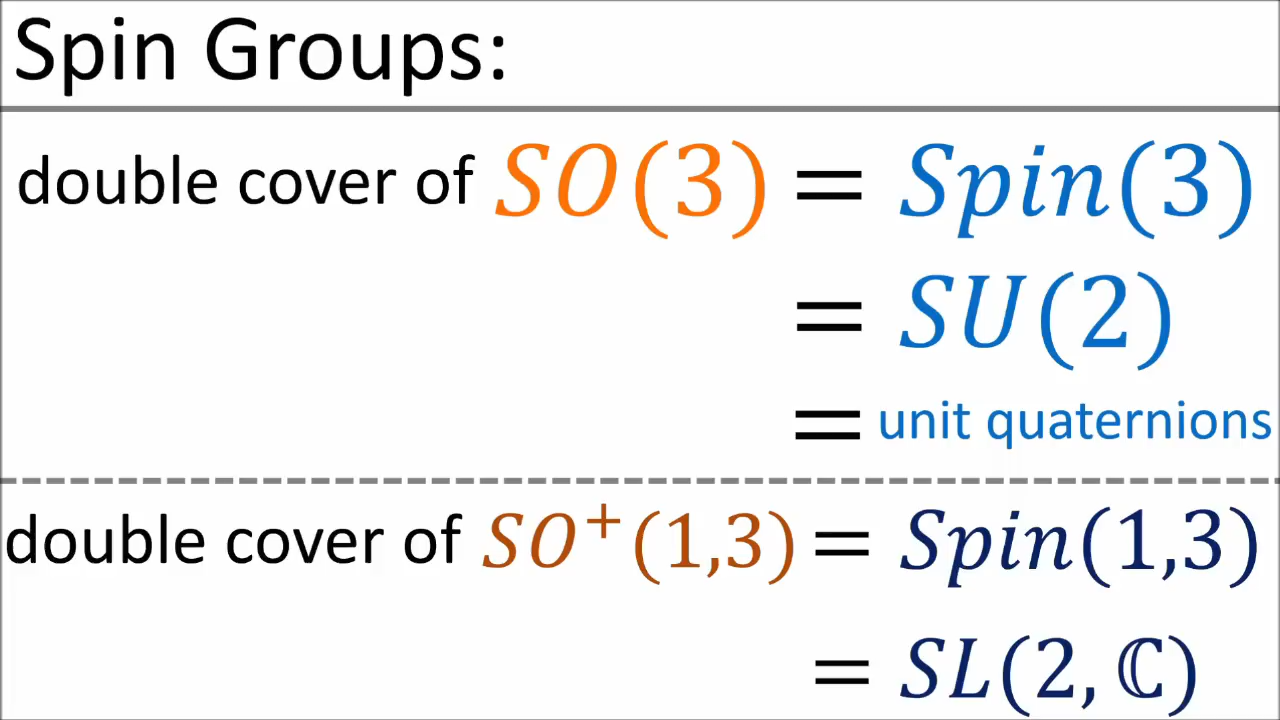 Spin Groups:
double cover of SO(3) = Spin(3)
= SU(2)
= unit quaternions
double cover of SO⁺(1,3) = Spin(1,3)
= SL(2, ℂ)